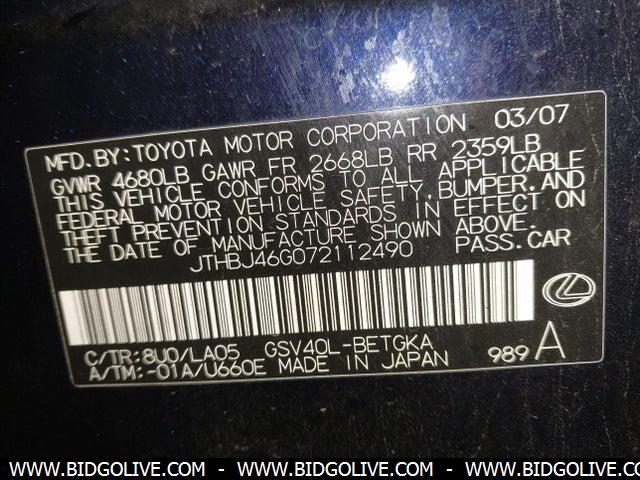 MFD.BY:TOYOTA MOTOR CORPORATION 03/07
GVWR 4680LB GAWR FR 2668LB RR 2359LB
THIS VEHICLE CONFORMS TO ALL APPLICABLE
FEDERAL MOTOR VEHICLE SAFETY,BUMPER,AND
THEFT PREVENTION STANDARDS IN EFFECT ON
THE DATE OF MANUFACTURE SHOWN ABOVE.
JTHBJ46G072112490 PASS.CAR
C/TR:8U0/LA05 GSV40L-BETGKA
A/TM:-01A/U660E MADE IN JAPAN 989 A
WWW.BIDGOLIVE.COM - WWW.BIDGOLIVE.COM - WWW.BIDGOLIVE.COM